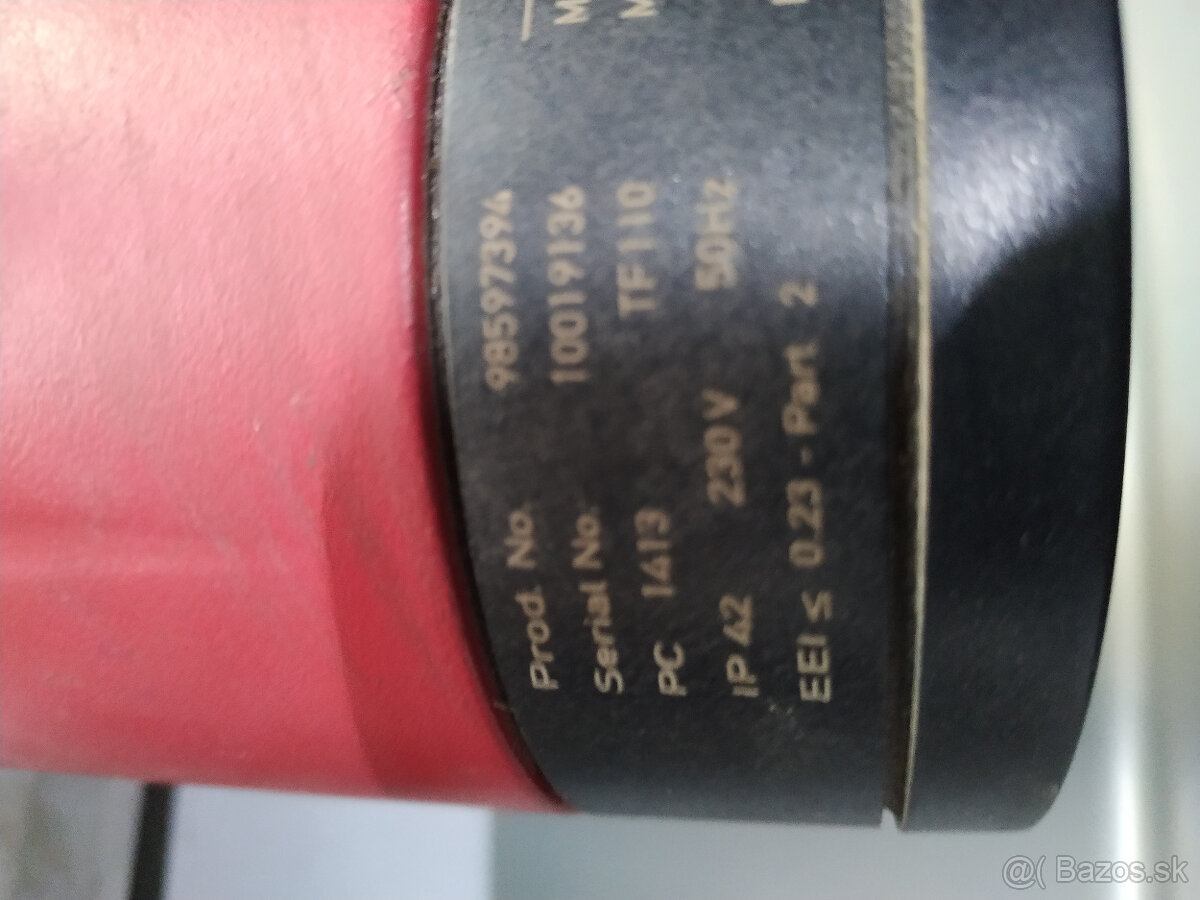 Prod. No. 98597394
Serial No. 10019136
PC 1413 TF110
IP 42 230V 50Hz
EEI ≤ 0.23 - Part 2
@( Bazos.sk